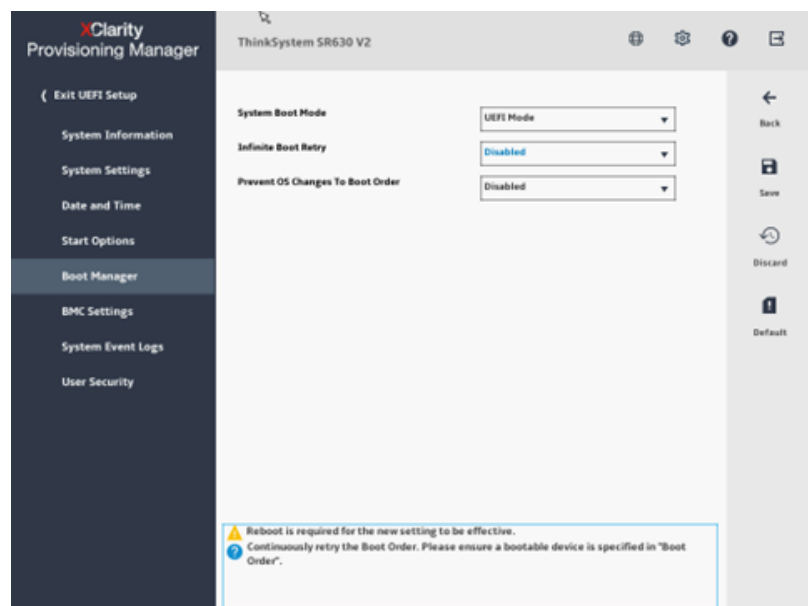 XClarity
Provisioning Manager
ThinkSystem SR630 V2
Exit UEFI Setup
System Information
System Settings
Date and Time
Start Options
Boot Manager
BMC Settings
System Event Logs
User Security
System Boot Mode
UEFI Mode
Infinite Boot Retry
Disabled
Prevent OS Changes To Boot Order
Disabled
Back
Save
Discard
Default
Reboot is required for the new setting to be effective.
Continuously retry the Boot Order. Please ensure a bootable device is specified in "Boot
Order".